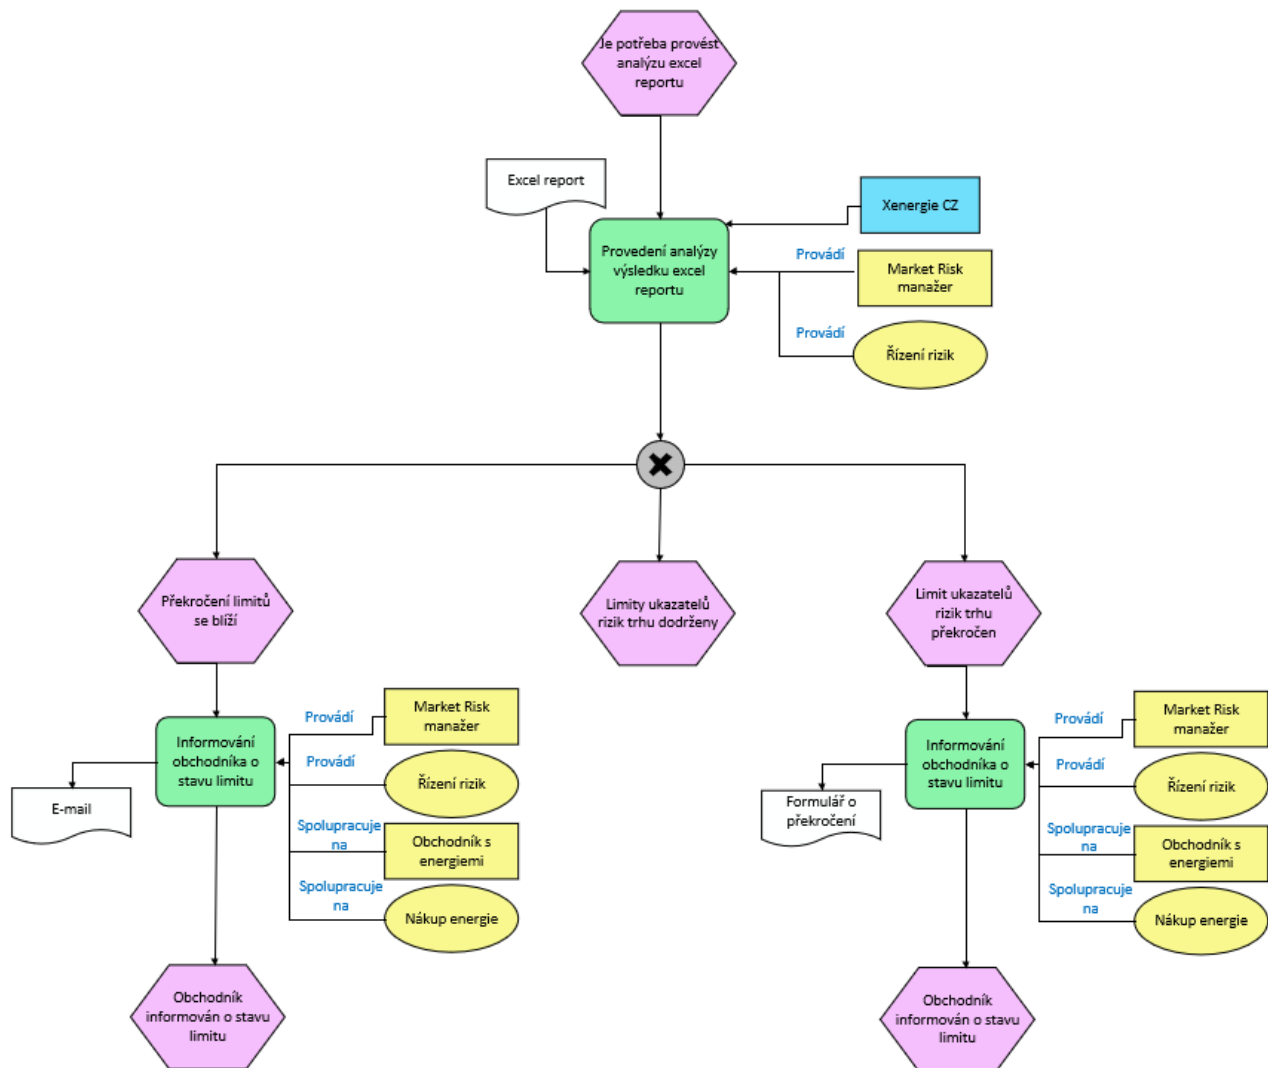 Je potřeba provést
analýzu excel
reportu
Excel report
Xenergie CZ
Provedení analýzy
výsledku excel
reportu
Provádí
Market Risk
manažer
Provádí
Řízení rizik
Překročení limitů
se blíží
Limity ukazatelů
rizik trhu dodrženy
Limit ukazatelů
rizik trhu
překročen
Informování
obchodníka o
stavu limitu
E-mail
Provádí
Market Risk
manažer
Provádí
Řízení rizik
Spolupracuje
na
Obchodník s
energiemi
Spolupracuje
na
Nákup energie
Obchodník
informován o stavu
limitu
Informování
obchodníka o
stavu limitu
Formulář o
překročení
Provádí
Market Risk
manažer
Provádí
Řízení rizik
Spolupracuje
na
Obchodník s
energiemi
Spolupracuje
na
Nákup energie
Obchodník
informován o stavu
limitu